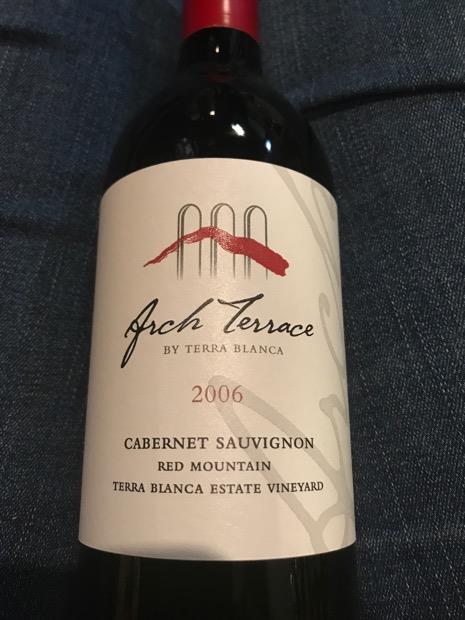 Arch Terrace
BY TERRA BLANCA
2006
CABERNET SAUVIGNON
RED MOUNTAIN
TERRA BLANCA ESTATE VINEYARD